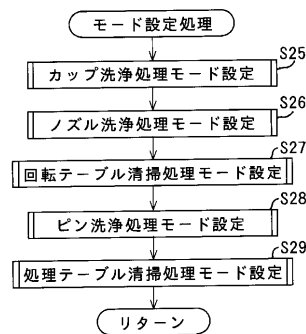 モード設定処理
S25
カップ洗浄処理モード設定
S26
ノズル洗浄処理モード設定
S27
回転テーブル清掃処理モード設定
S28
ピン洗浄処理モード設定
S29
処理テーブル清掃処理モード設定
リターン